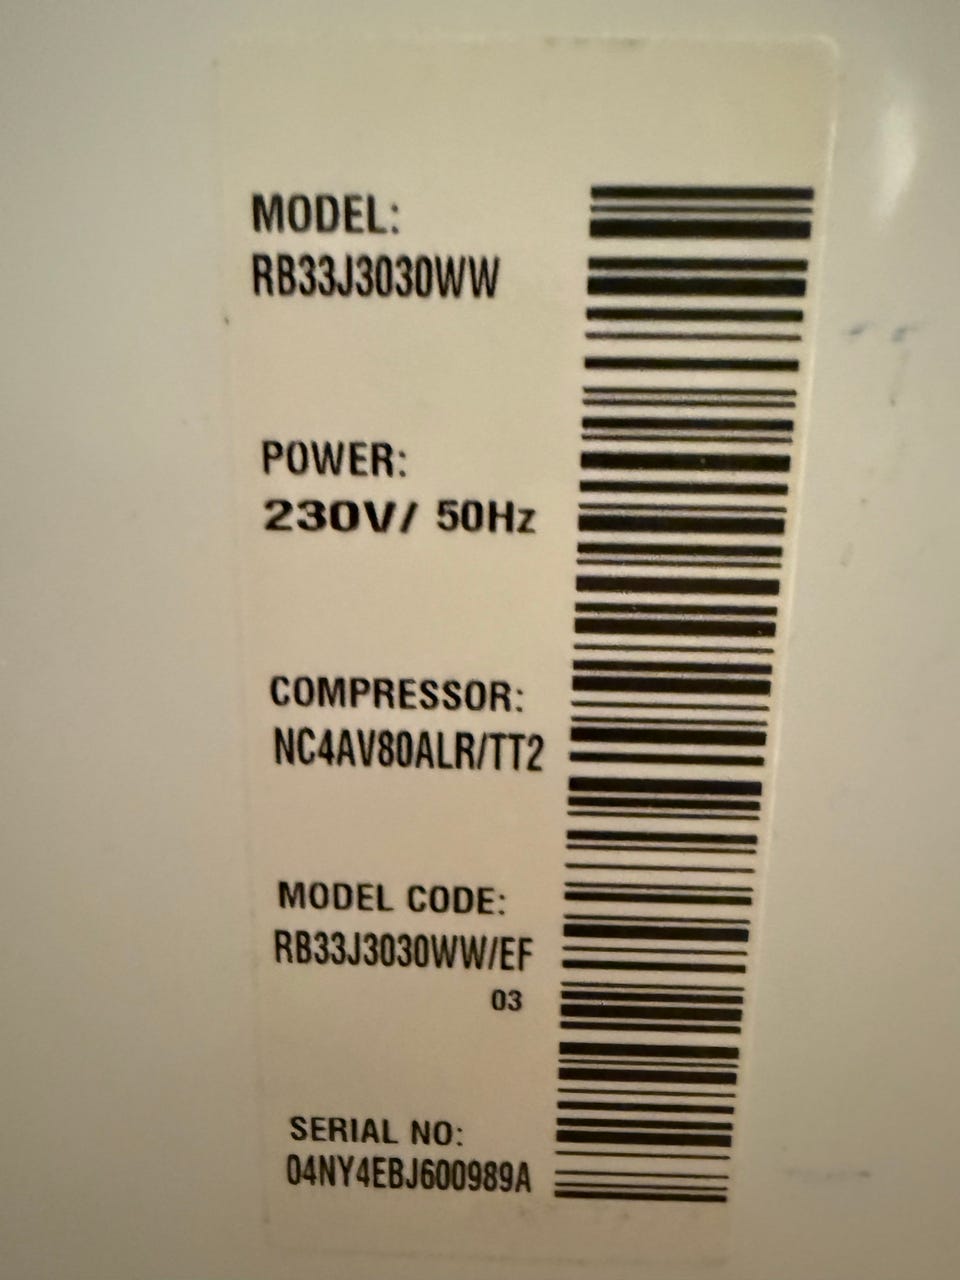 MODEL:
RB33J3030WW
POWER:
230V/ 50Hz
COMPRESSOR:
NC4AV80ALR/TT2
MODEL CODE:
RB33J3030WW/EF
03
SERIAL NO:
04NY4EBJ600989A